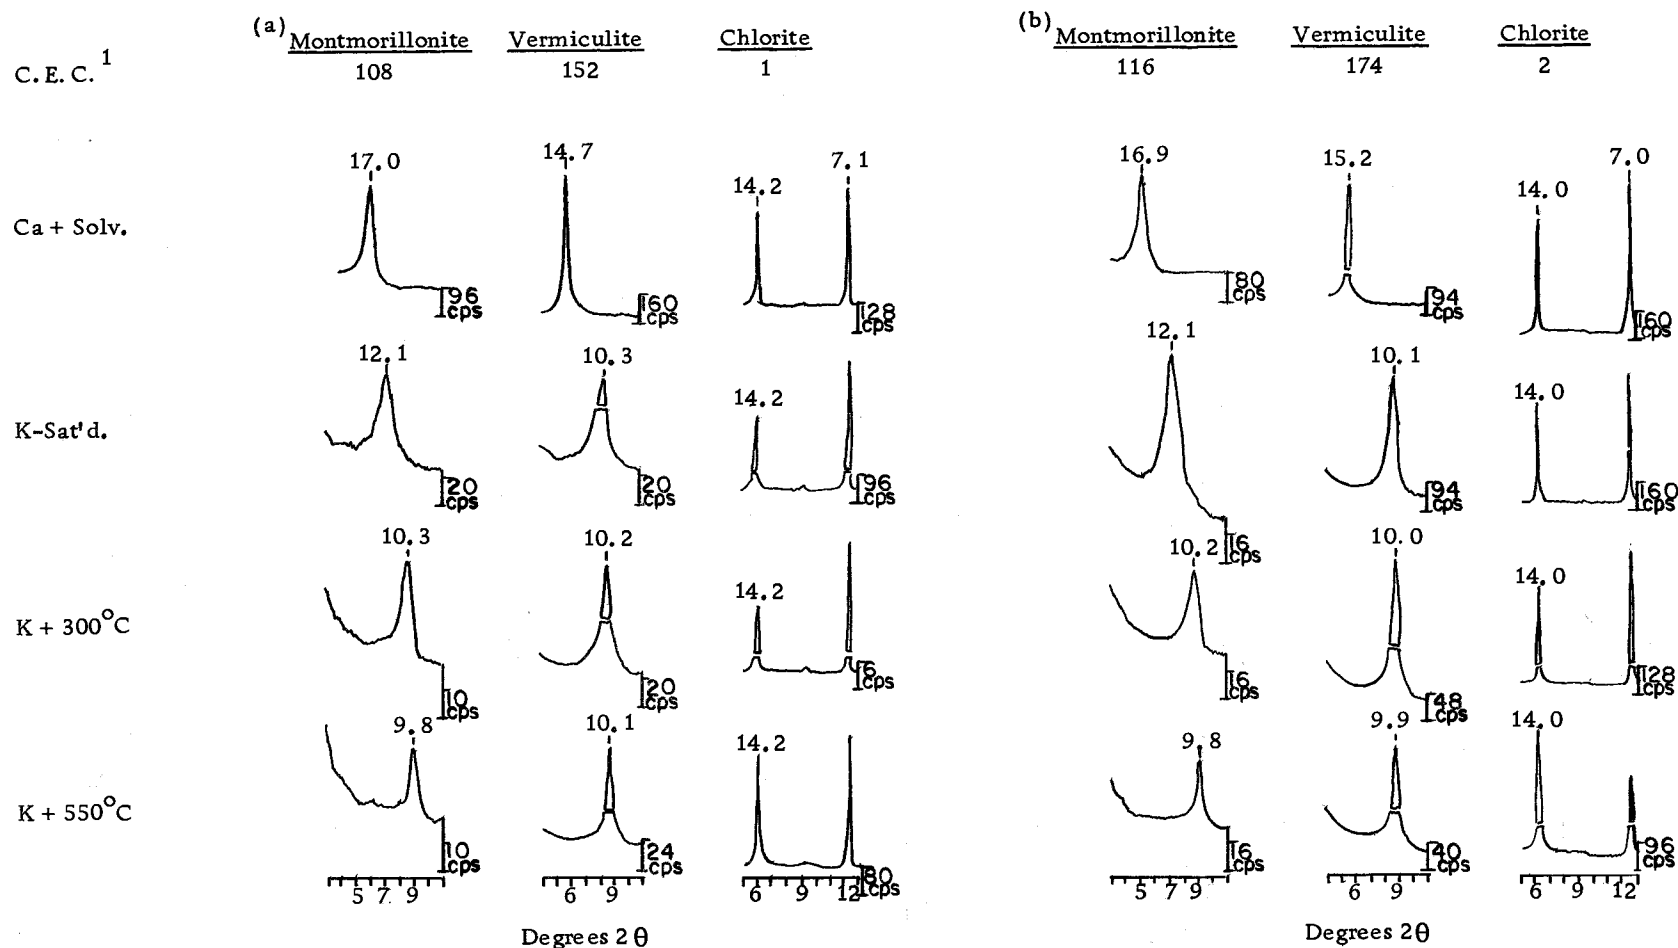 (a) Montmorillonite Vermiculite Chlorite (b) Montmorillonite Vermiculite Chlorite
C. E. C. 1 108 152 1 116 174 2
17.0 14.7 14.2 7.1 16.9 15.2 14.0 7.0
Ca + Solv.
96 cps 160 cps 128 cps 80 cps 94 cps 160 cps
12.1 10.3 14.2 12.1 10.1 14.0
K-Sat'd.
20 cps 20 cps 96 cps 16 cps 94 cps 160 cps
10.3 10.2 14.2 10.2 10.0 14.0
K + 300°C
10 cps 20 cps 6 cps 16 cps 48 cps 128 cps
9.8 10.1 14.2 9.8 9.9 14.0
K + 550°C
10 cps 24 cps 80 cps 16 cps 40 cps 96 cps
5 7 9 6 9 6 9 12 5 7 9 6 9 6 9 12
Degrees 2θ Degrees 2θ